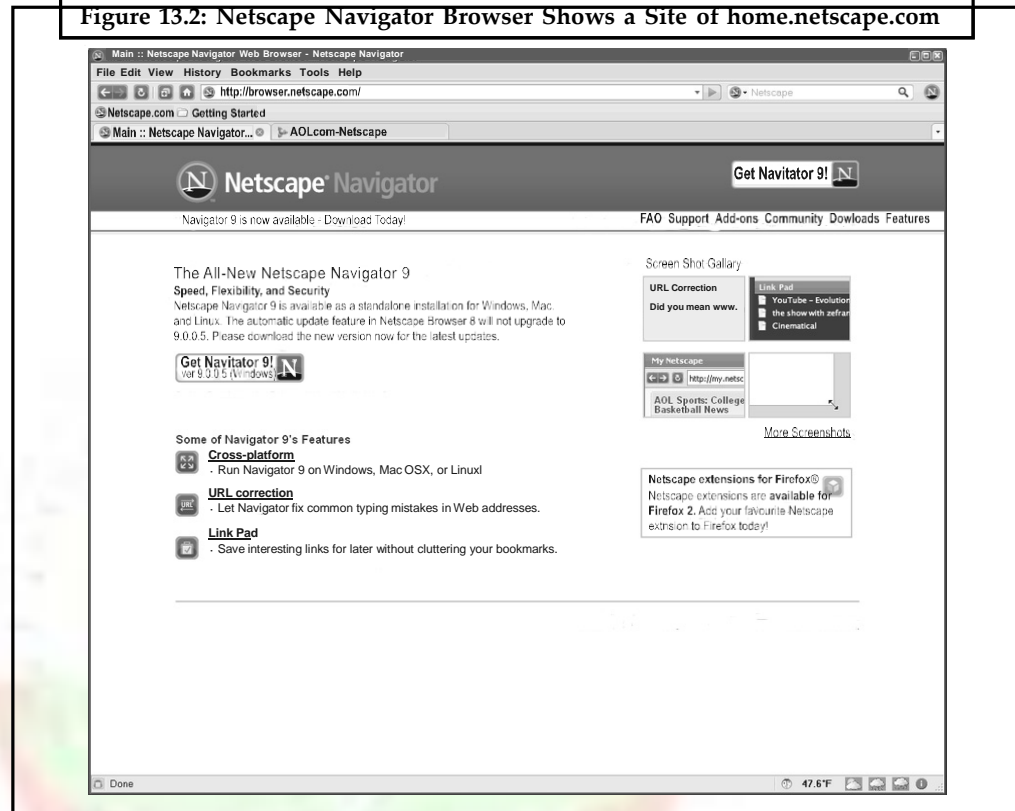 Figure 13.2: Netscape Navigator Browser Shows a Site of home.netscape.com
Main :: Netscape Navigator Web Browser - Netscape Navigator
File Edit View History Bookmarks Tools Help
http://browser.netscape.com/
Netscape
Netscape.com Getting Started
Main :: Netscape Navigator... AOLcom-Netscape
N Netscape Navigator
Get Navitator 9! N
Navigator 9 is now available - Download Today!
FAO Support Add-ons Community Dowloads Features
The All-New Netscape Navigator 9
Speed, Flexibility, and Security
Netscape Navigator 9 is available as a standalone installation for Windows, Mac,
and Linux. The automatic update feature in Netscape Browser 8 will not upgrade to
9.0.0.5. Please download the new version now for the latest updates.
Get Navitator 9! N
ver 9.0.0.5 (Windows)
Some of Navigator 9's Features
Cross-platform
· Run Navigator 9 on Windows, Mac OSX, or Linuxl
URL correction
URL
· Let Navigator fix common typing mistakes in Web addresses.
Link Pad
· Save interesting links for later without cluttering your bookmarks.
Screen Shot Gallary
URL Correction
Did you mean www.
Link Pad
YouTube – Evolution
the show with zefran
Cinematical
My Netscape
http://my.netsc
AOL Sports: College
Basketball News
More Screenshots
Netscape extensions for Firefox®
Netscape extensions are available for
Firefox 2. Add your favourite Netscape
extnsion to Firefox today!
Done
47.6°F